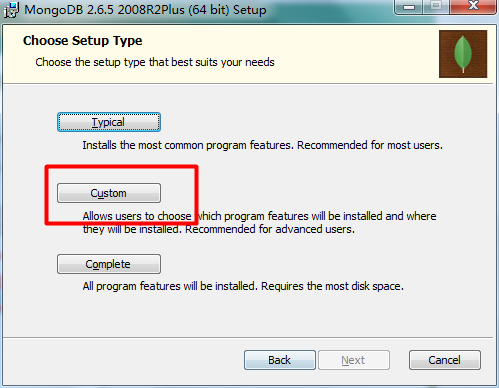 MongoDB 2.6.5 2008R2Plus (64 bit) Setup
Choose Setup Type
Choose the setup type that best suits your needs
Typical
Installs the most common program features. Recommended for most users.
Custom
Allows users to choose which program features will be installed and where
they will be installed. Recommended for advanced users.
Complete
All program features will be installed. Requires the most disk space.
Back Next Cancel